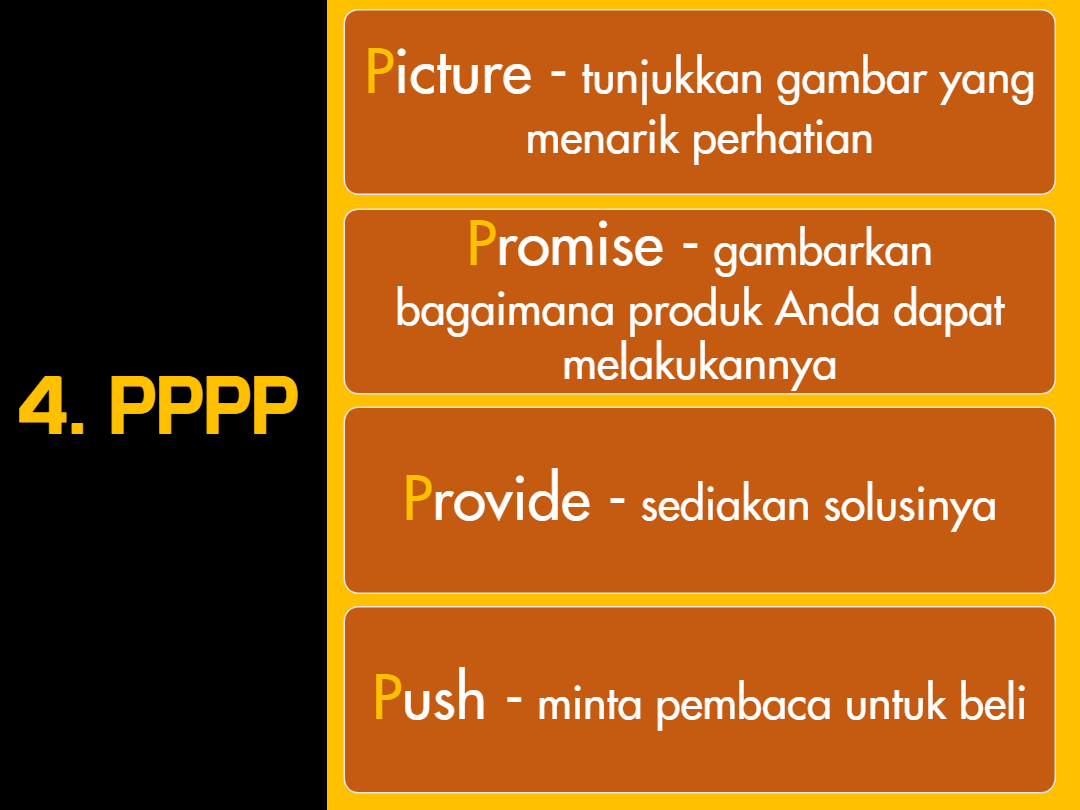 4. PPPP
Picture - tunjukkan gambar yang
menarik perhatian
Promise - gambarkan
bagaimana produk Anda dapat
melakukannya
Provide - sediakan solusinya
Push - minta pembaca untuk beli